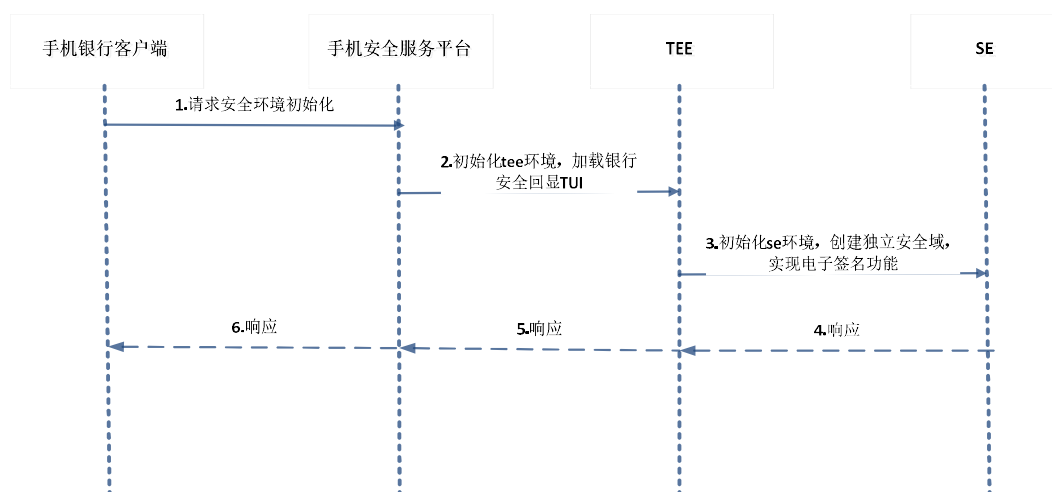 手机银行客户端
手机安全服务平台
TEE
SE
1.请求安全环境初始化
2.初始化tee环境，加载银行
安全回显TUI
3.初始化se环境，创建独立安全域，
实现电子签名功能
6.响应
5.响应
4.响应